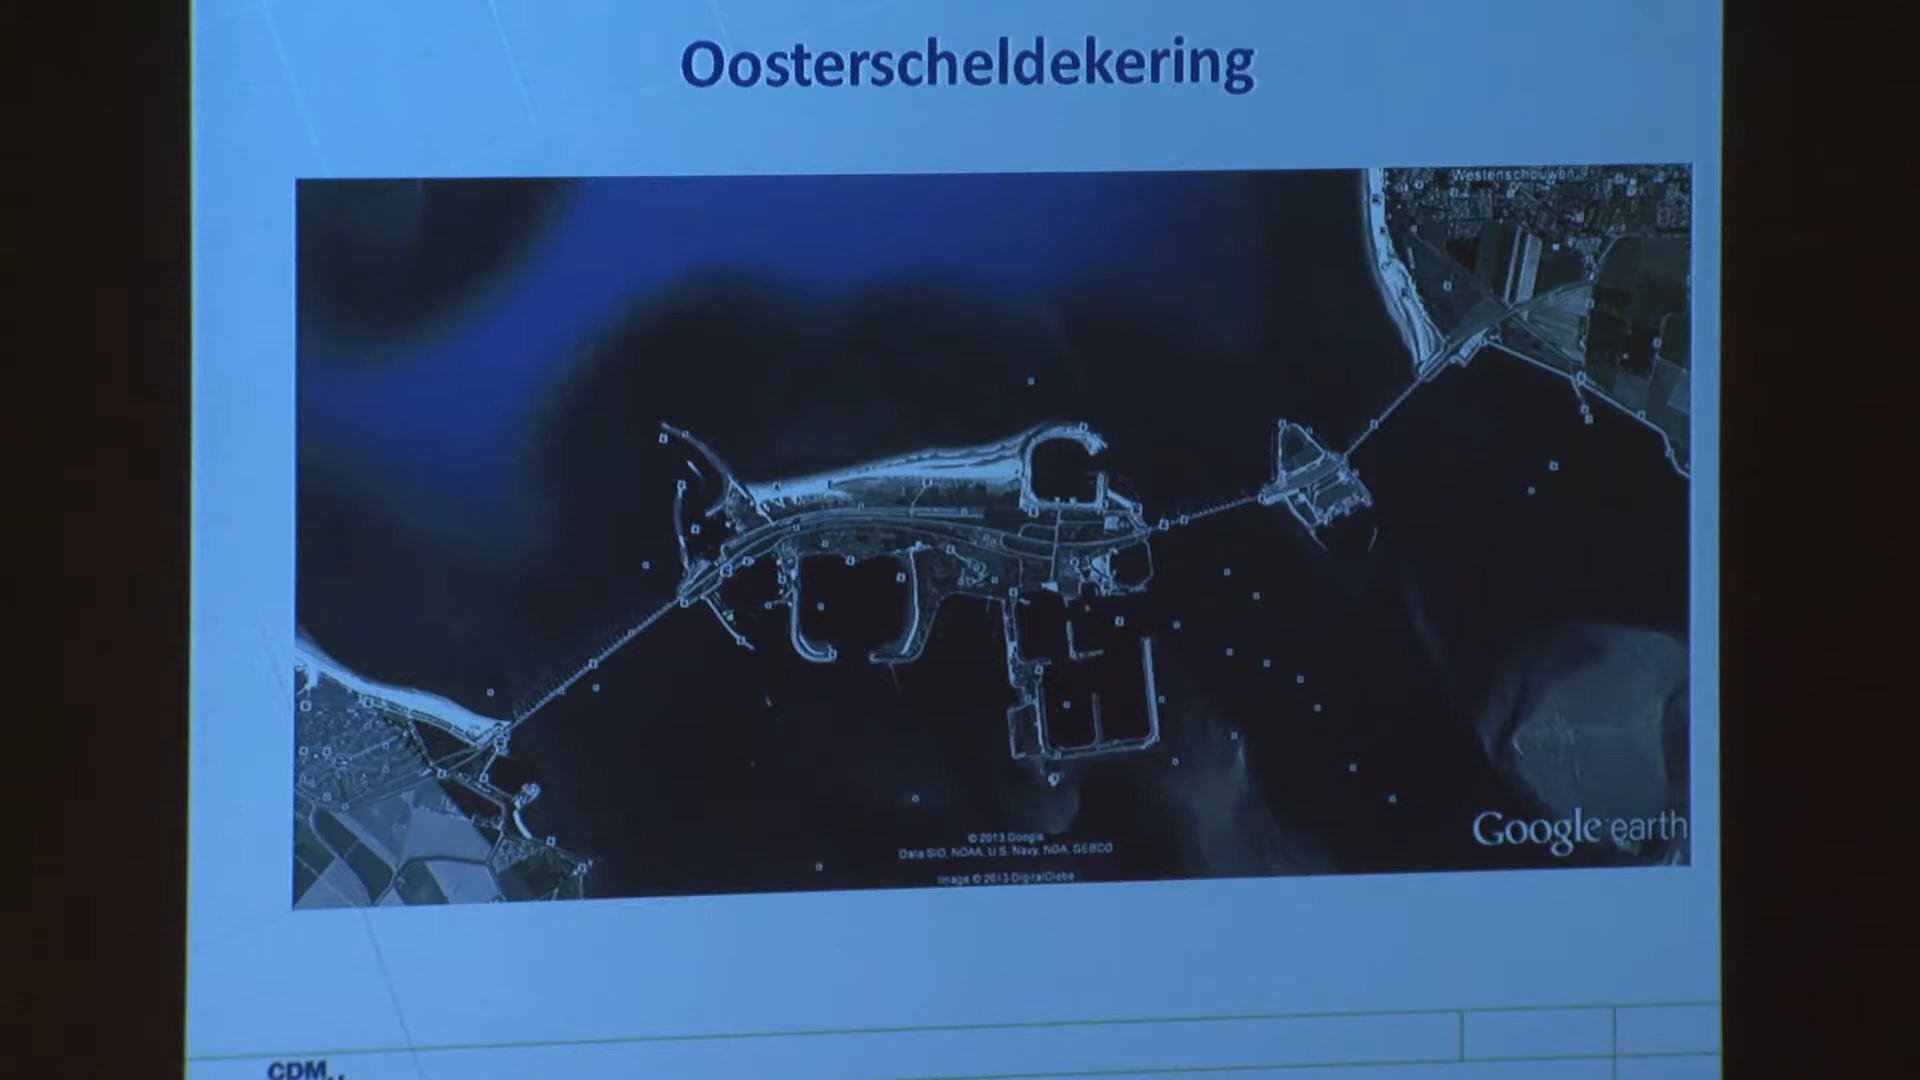 Oosterscheldekering
Westenschouwen
© 2013 Google
Data SIO, NOAA, U.S. Navy, NGA, GEBCO
Image © 2013 DigitalGlobe
Google earth
CDM